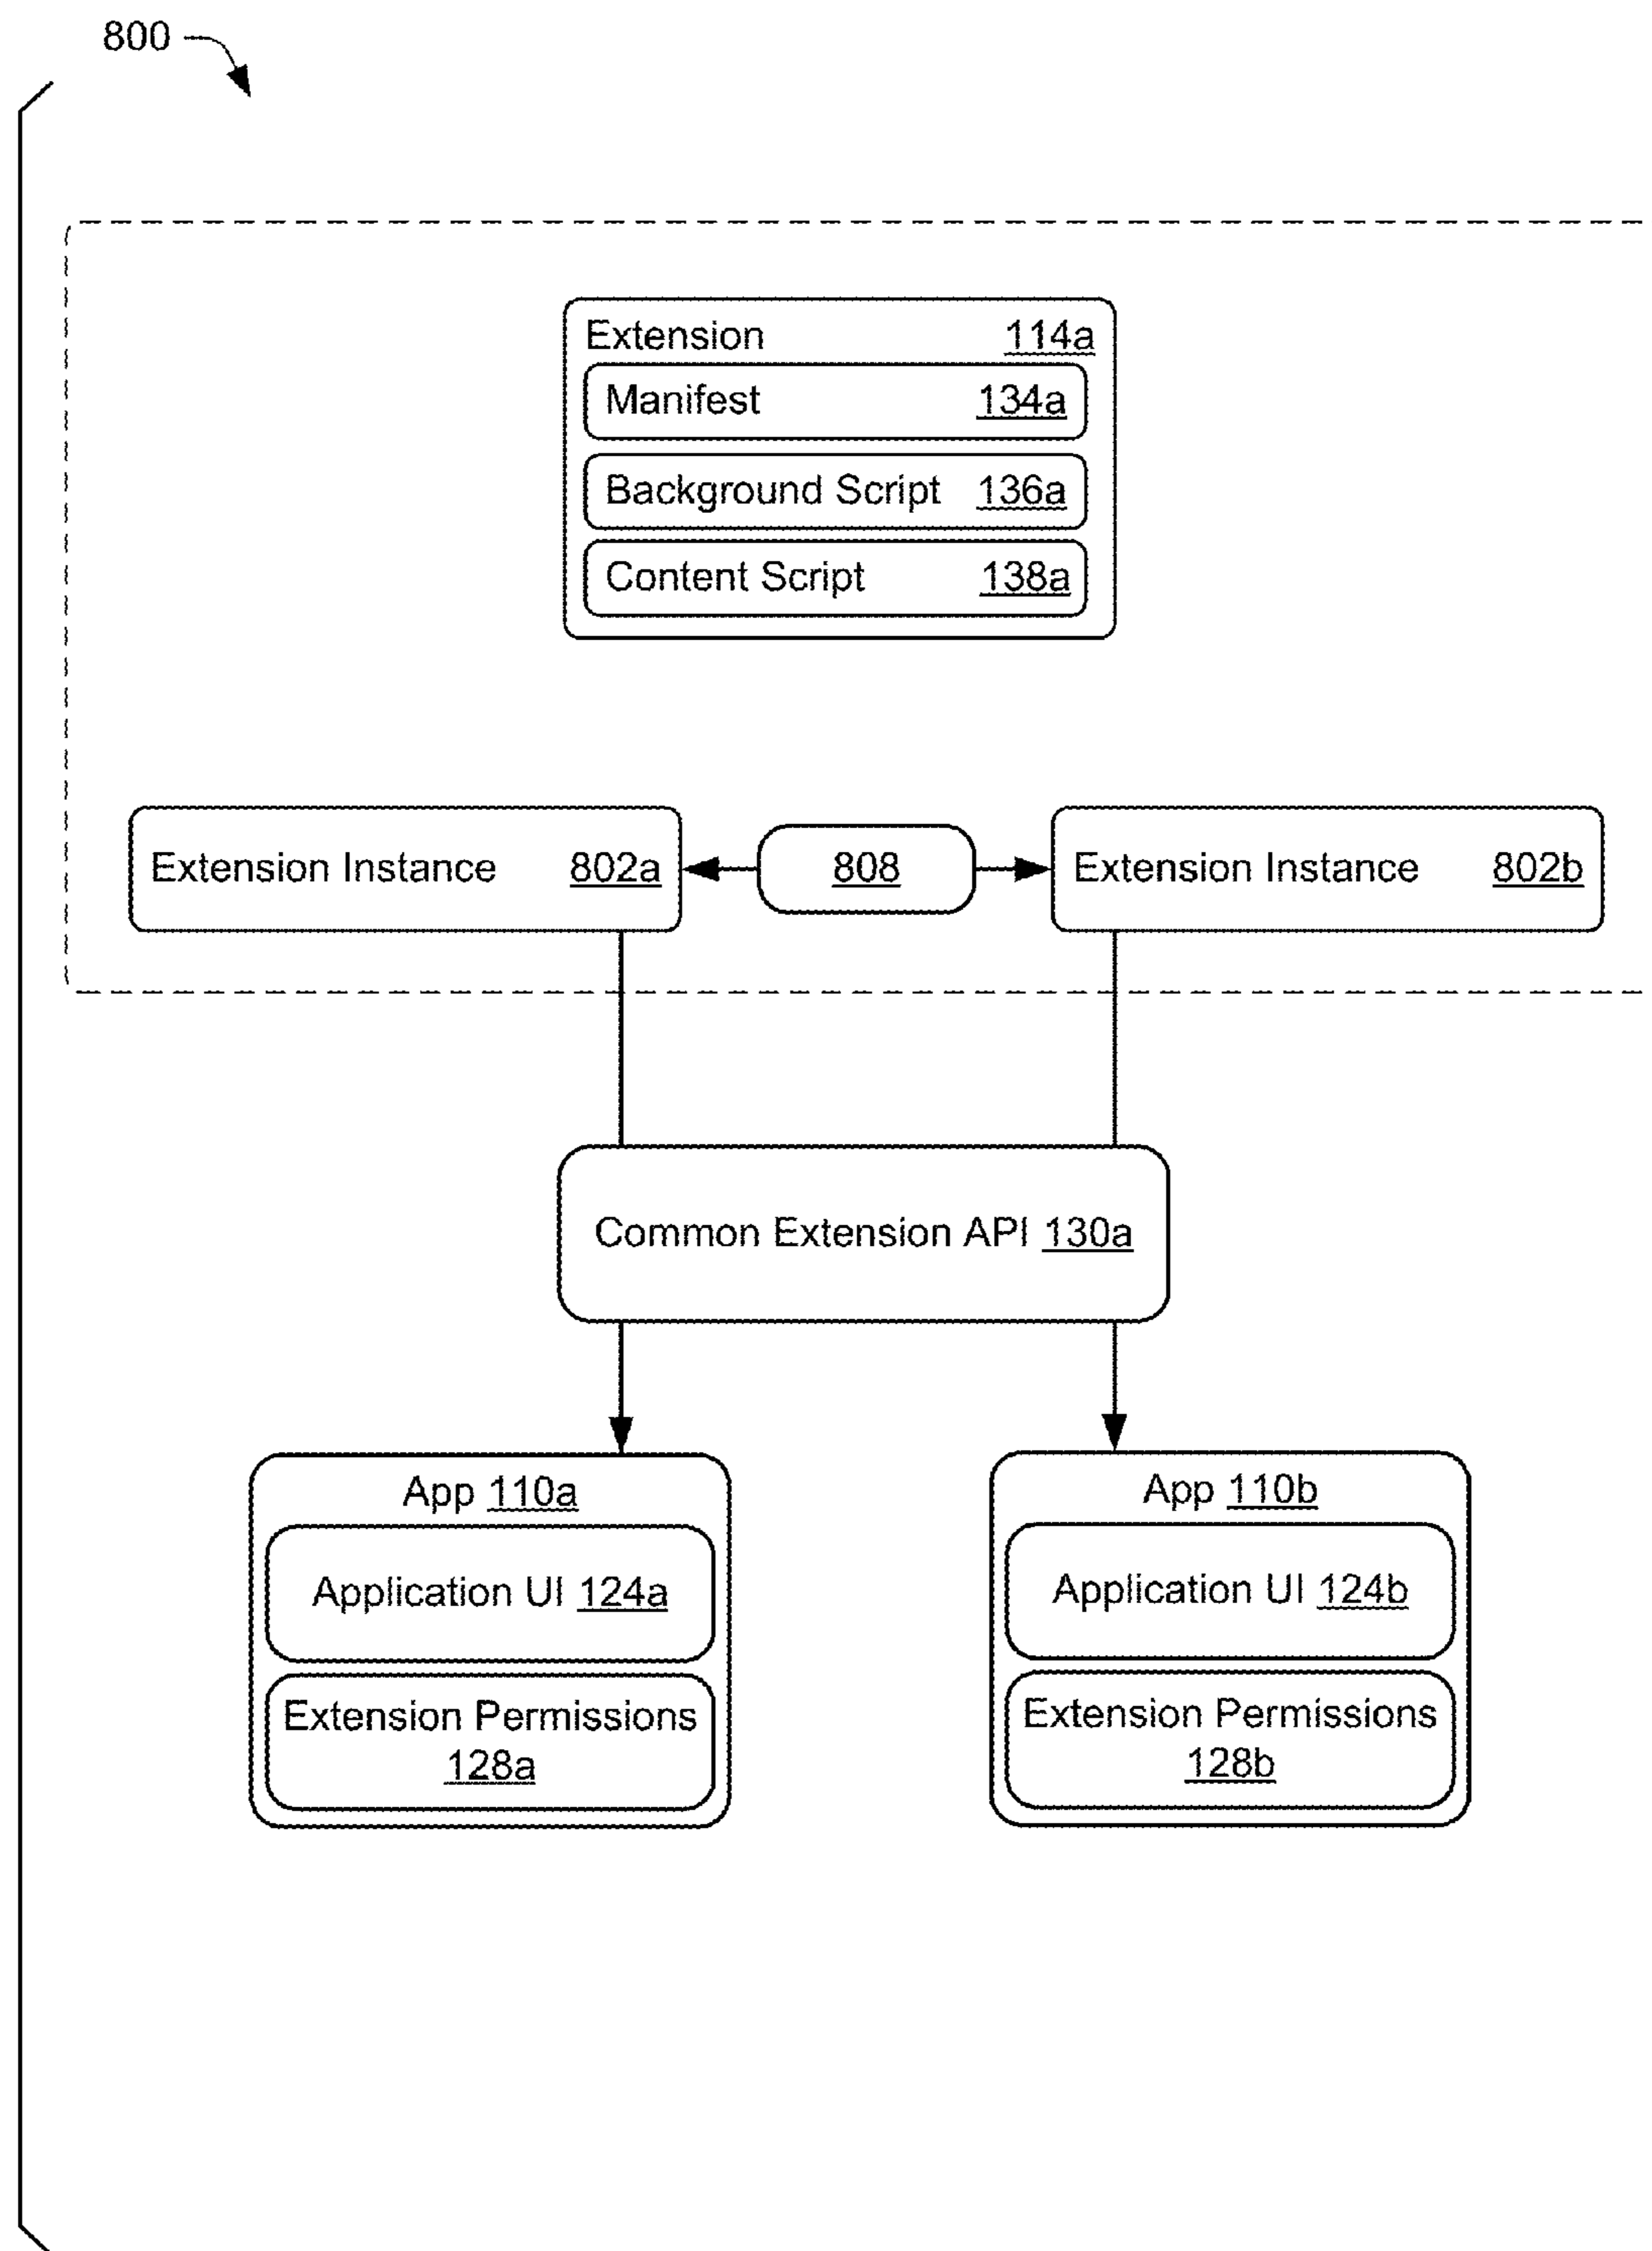 800
Extension 114a
Manifest 134a
Background Script 136a
Content Script 138a
Extension Instance 802a
808
Extension Instance 802b
Common Extension API 130a
App 110a
Application UI 124a
Extension Permissions
128a
App 110b
Application UI 124b
Extension Permissions
128b